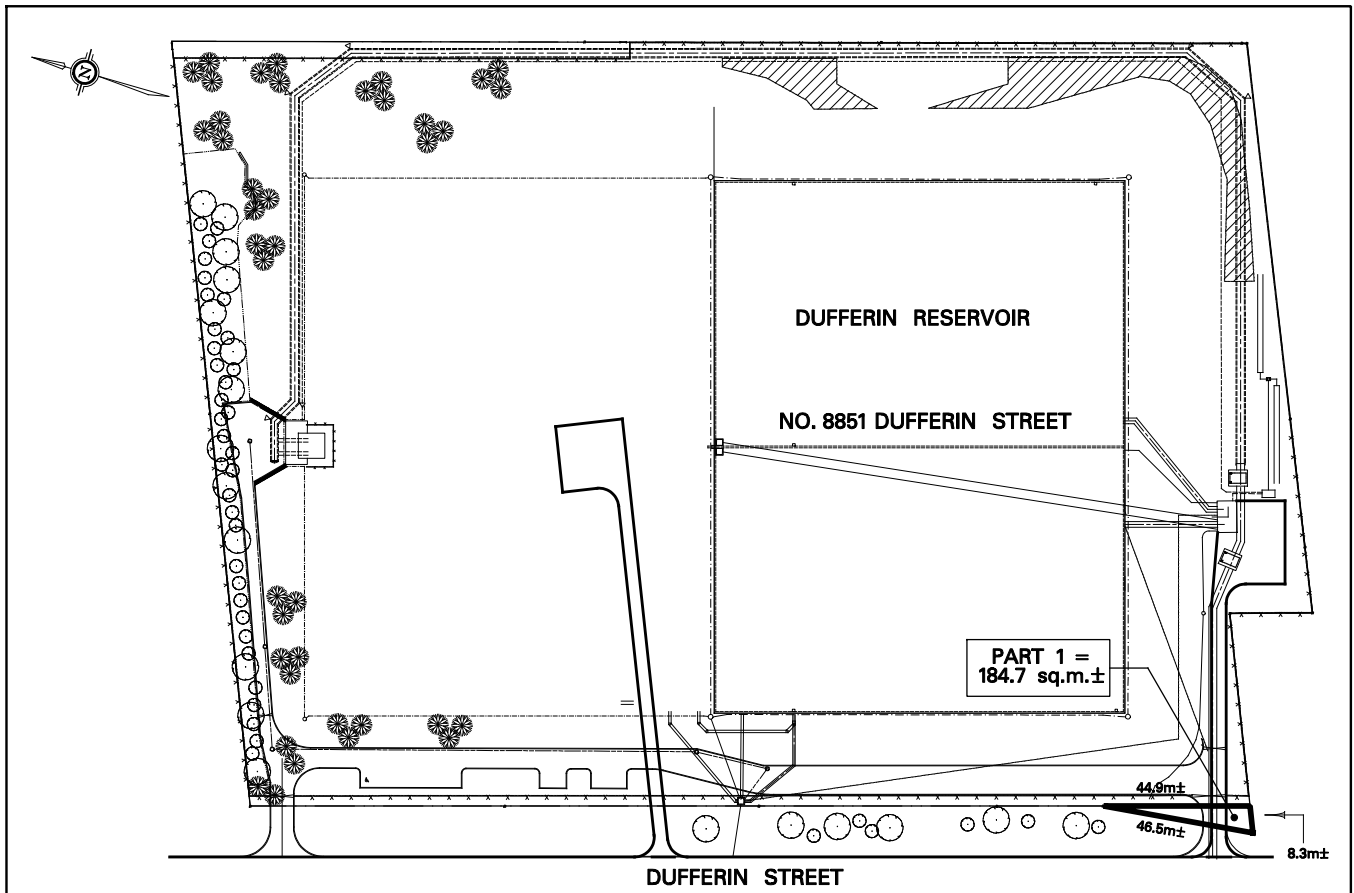 N
DUFFERIN RESERVOIR
NO. 8851 DUFFERIN STREET
PART 1 =
184.7 sq.m.±
44.9m±
46.5m±
8.3m±
DUFFERIN STREET